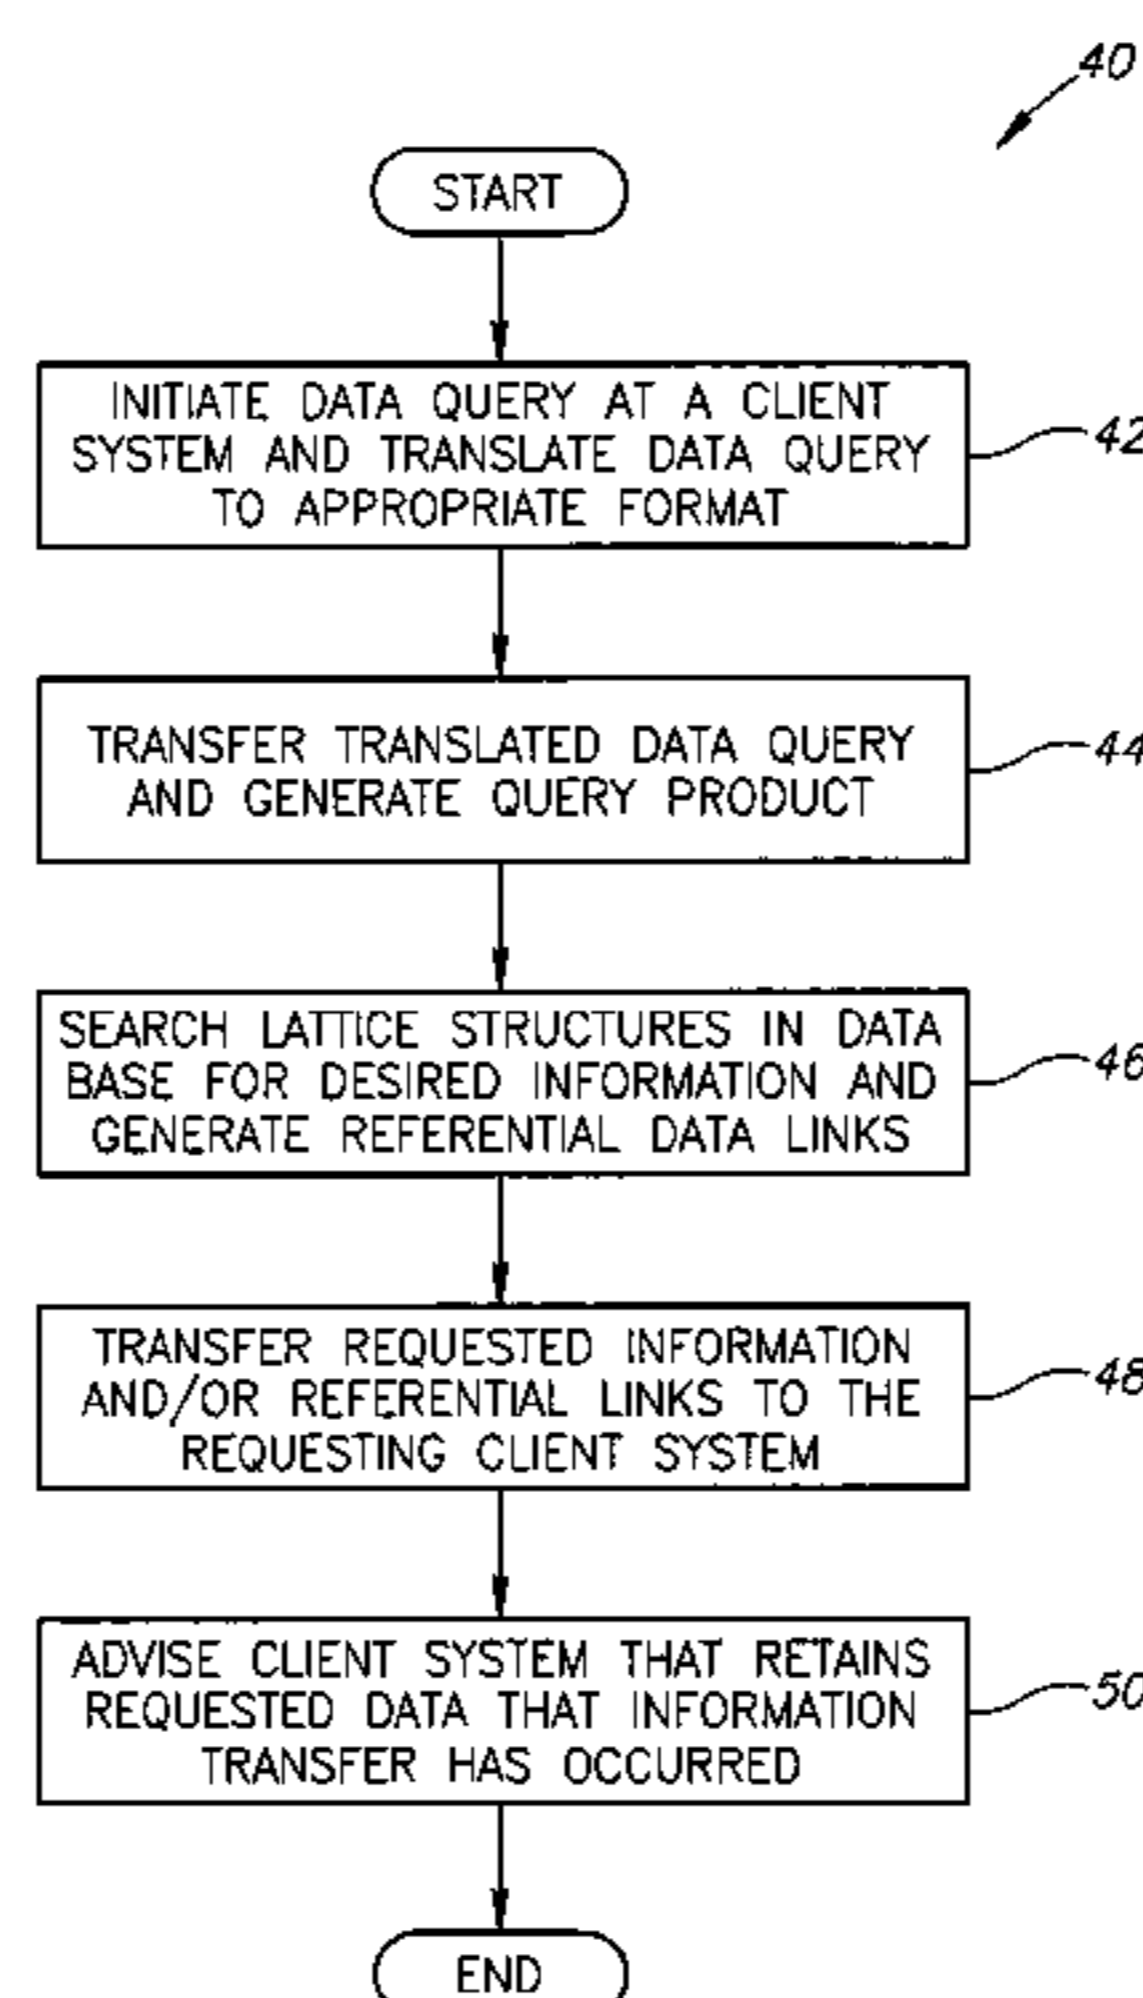 40
START
INITIATE DATA QUERY AT A CLIENT
SYSTEM AND TRANSLATE DATA QUERY
TO APPROPRIATE FORMAT
42
TRANSFER TRANSLATED DATA QUERY
AND GENERATE QUERY PRODUCT
44
SEARCH LATTICE STRUCTURES IN DATA
BASE FOR DESIRED INFORMATION AND
GENERATE REFERENTIAL DATA LINKS
46
TRANSFER REQUESTED INFORMATION
AND/OR REFERENTIAL LINKS TO THE
REQUESTING CLIENT SYSTEM
48
ADVISE CLIENT SYSTEM THAT RETAINS
REQUESTED DATA THAT INFORMATION
TRANSFER HAS OCCURRED
50
END